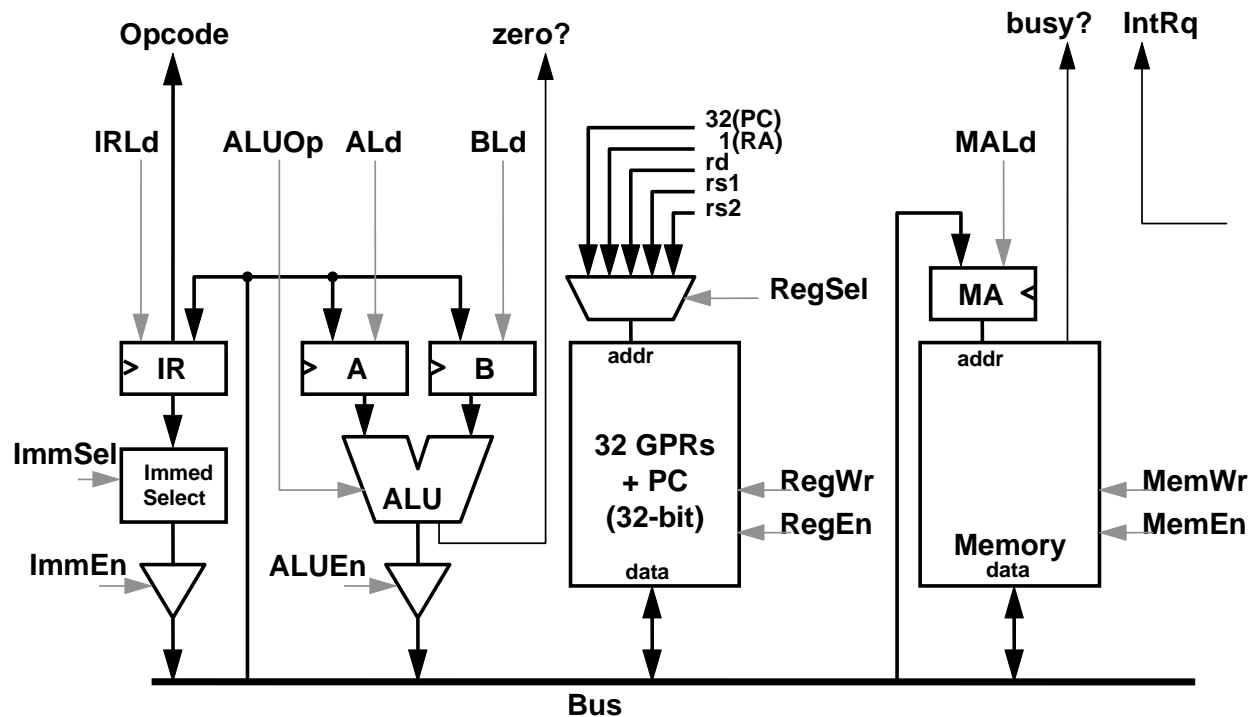 Opcode zero? busy? IntRq
32(PC)
1(RA)
IRLd ALUOp ALd BLd rd MALd
rs1
rs2
RegSel MA
IR A B addr addr
ImmSel Immed
Select ALU 32 GPRs
+ PC
(32-bit) RegWr MemWr
RegEn MemEn
ImmEn ALUEn Memory
data data
Bus